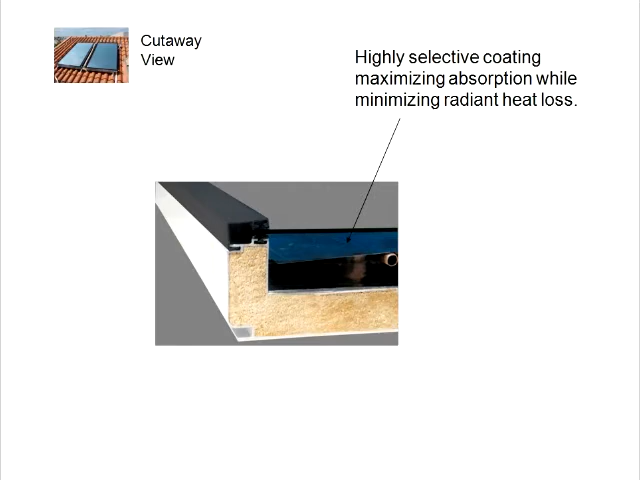 Cutaway
View
Highly selective coating
maximizing absorption while
minimizing radiant heat loss.